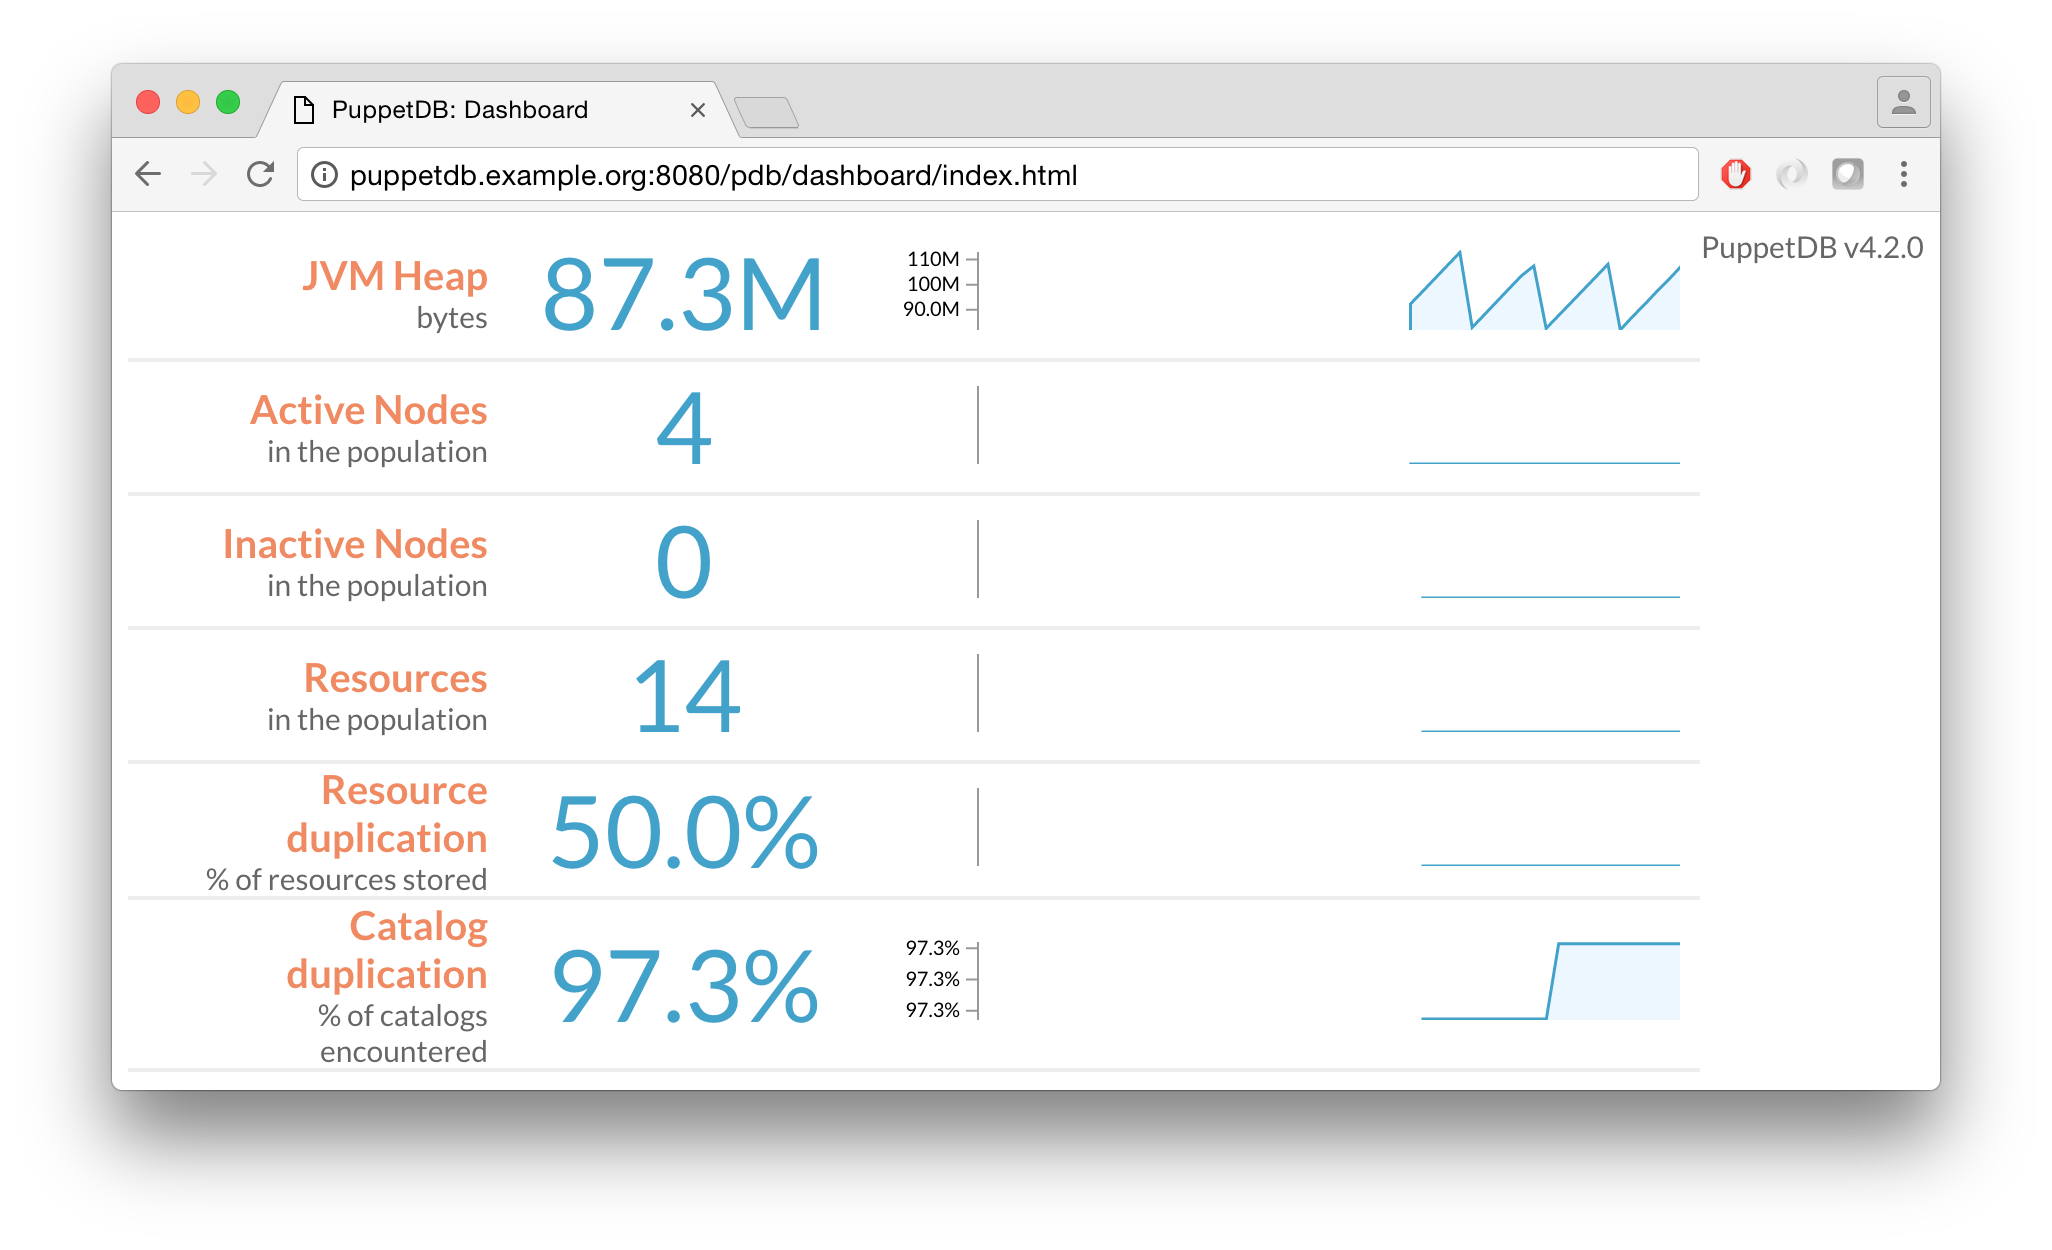 PuppetDB: Dashboard
puppetdb.example.org:8080/pdb/dashboard/index.html
PuppetDB v4.2.0
JVM Heap
bytes
87.3M
110M
100M
90.0M
Active Nodes
in the population
4
Inactive Nodes
in the population
0
Resources
in the population
14
Resource
duplication
% of resources stored
50.0%
Catalog
duplication
% of catalogs
encountered
97.3%
97.3%
97.3%
97.3%